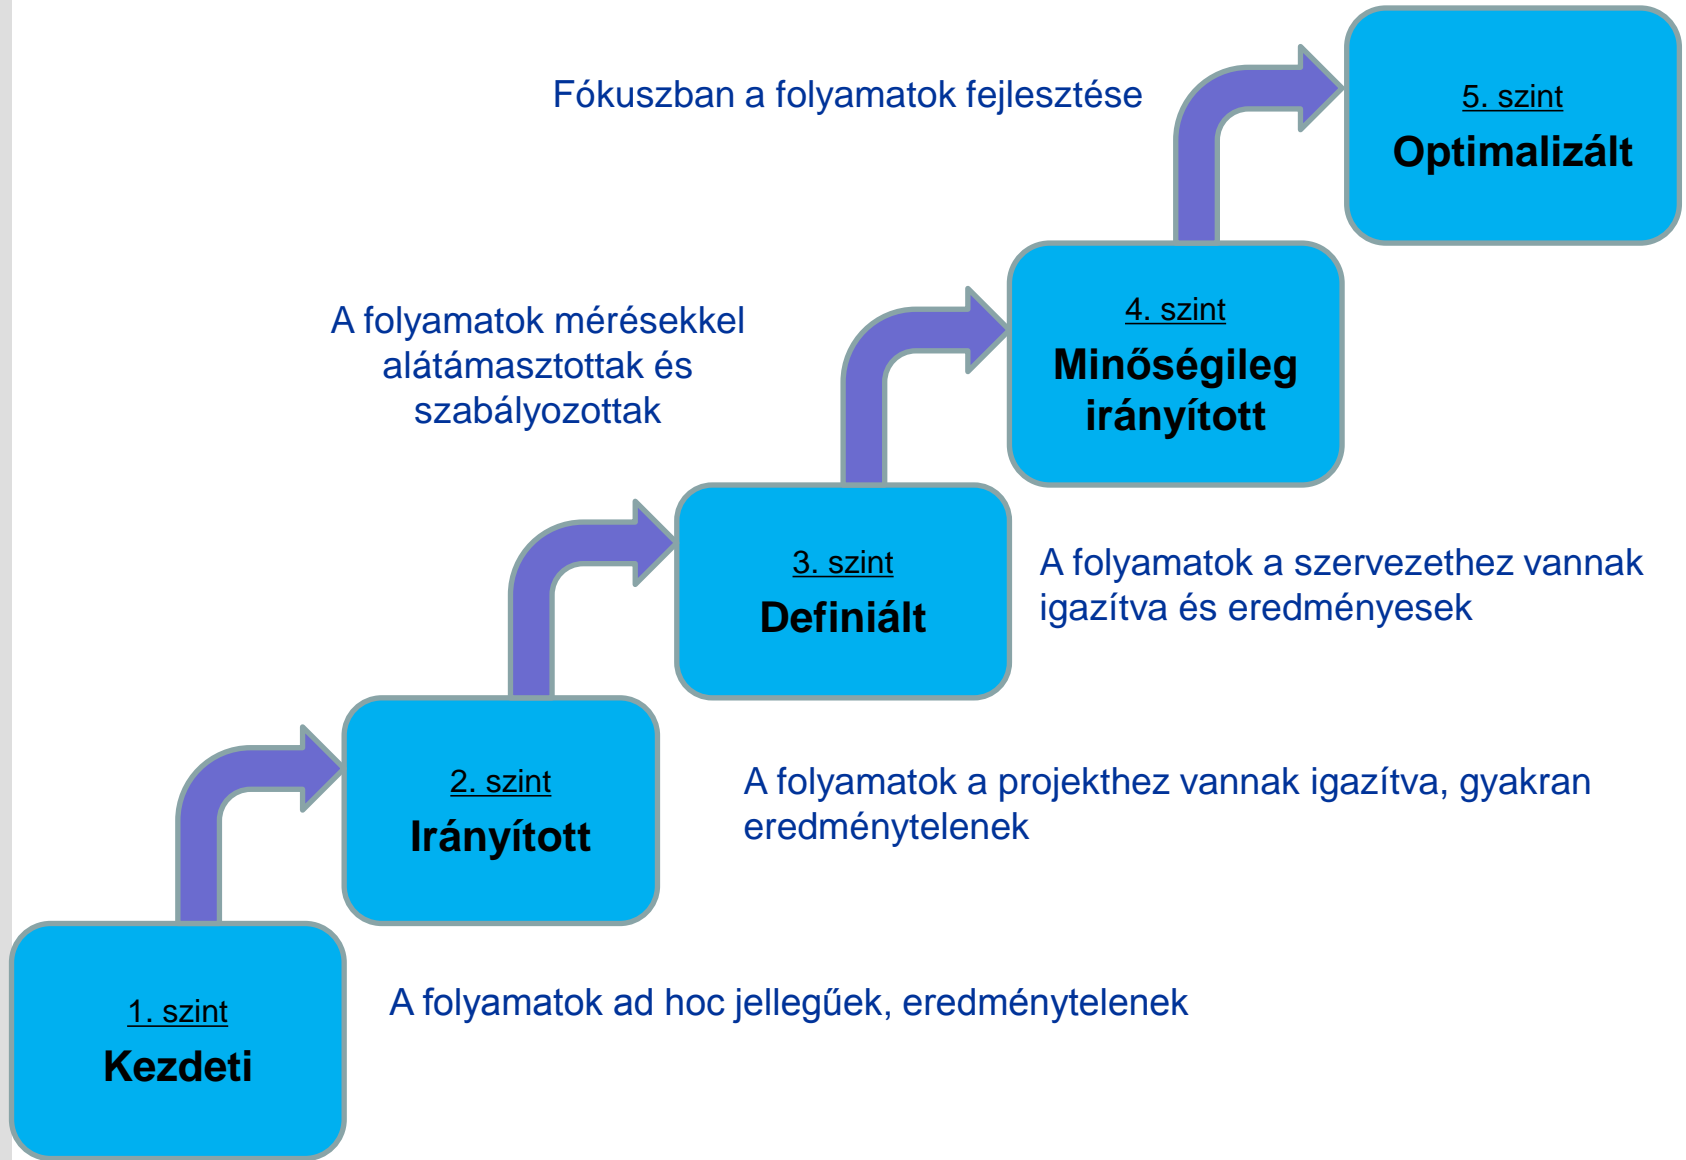 Fókuszban a folyamatok fejlesztése
5. szint
Optimalizált
A folyamatok mérésekkel
alátámasztottak és
szabályozottak
4. szint
Minőségileg
irányított
3. szint
Definiált
A folyamatok a szervezethez vannak
igazítva és eredményesek
2. szint
Irányított
A folyamatok a projekthez vannak igazítva, gyakran
eredménytelenek
1. szint
Kezdeti
A folyamatok ad hoc jellegűek, eredménytelenek